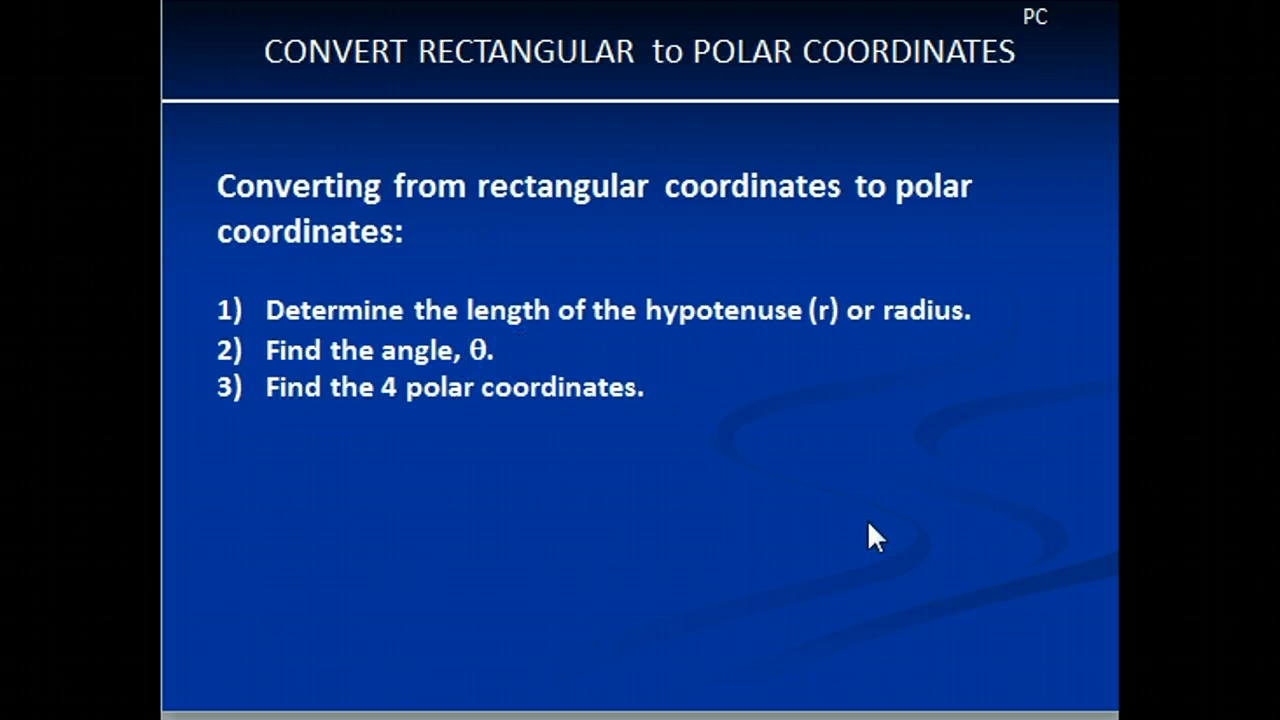 PC
CONVERT RECTANGULAR to POLAR COORDINATES
Converting from rectangular coordinates to polar
coordinates:
1) Determine the length of the hypotenuse (r) or radius.
2) Find the angle, θ.
3) Find the 4 polar coordinates.